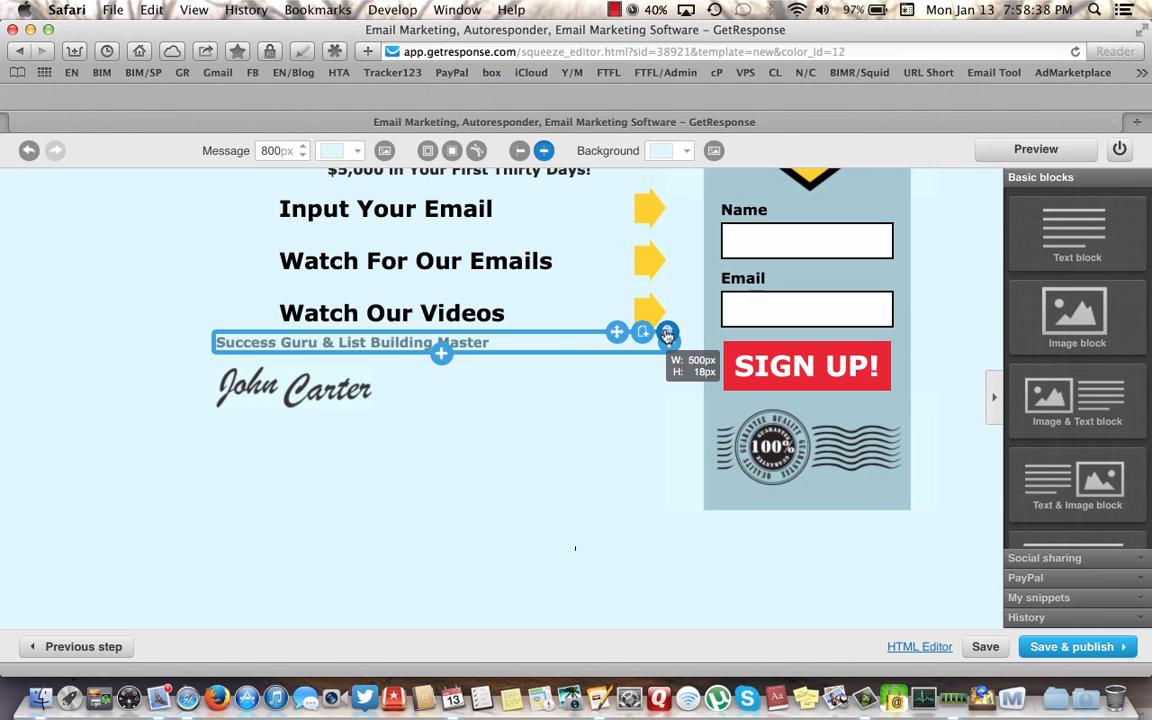 Safari File Edit View History Bookmarks Develop Window Help 40% 97% Mon Jan 13 7:58:38 PM
Email Marketing, Autoresponder, Email Marketing Software – GetResponse
app.getresponse.com/squeeze_editor.html?sid=38921&template=new&color_id=12 Reader
EN BIM BIM/SP GR Gmail FB EN/Blog HTA Tracker123 PayPal box iCloud Y/M FTFL FTFL/Admin cP VPS CL N/C BIMR/Squid URL Short Email Tool AdMarketplace
Email Marketing, Autoresponder, Email Marketing Software – GetResponse
Message 800px Background Preview
$5,000 in Your First Thirty Days!
Input Your Email
Watch For Our Emails
Watch Our Videos
Success Guru & List Building Master
W: 500px
H: 18px
John Carter
Name
Email
SIGN UP!
100%
Basic blocks
Text block
Image block
Image & Text block
Text & Image block
Social sharing
PayPal
My snippets
History
Previous step HTML Editor Save Save & publish